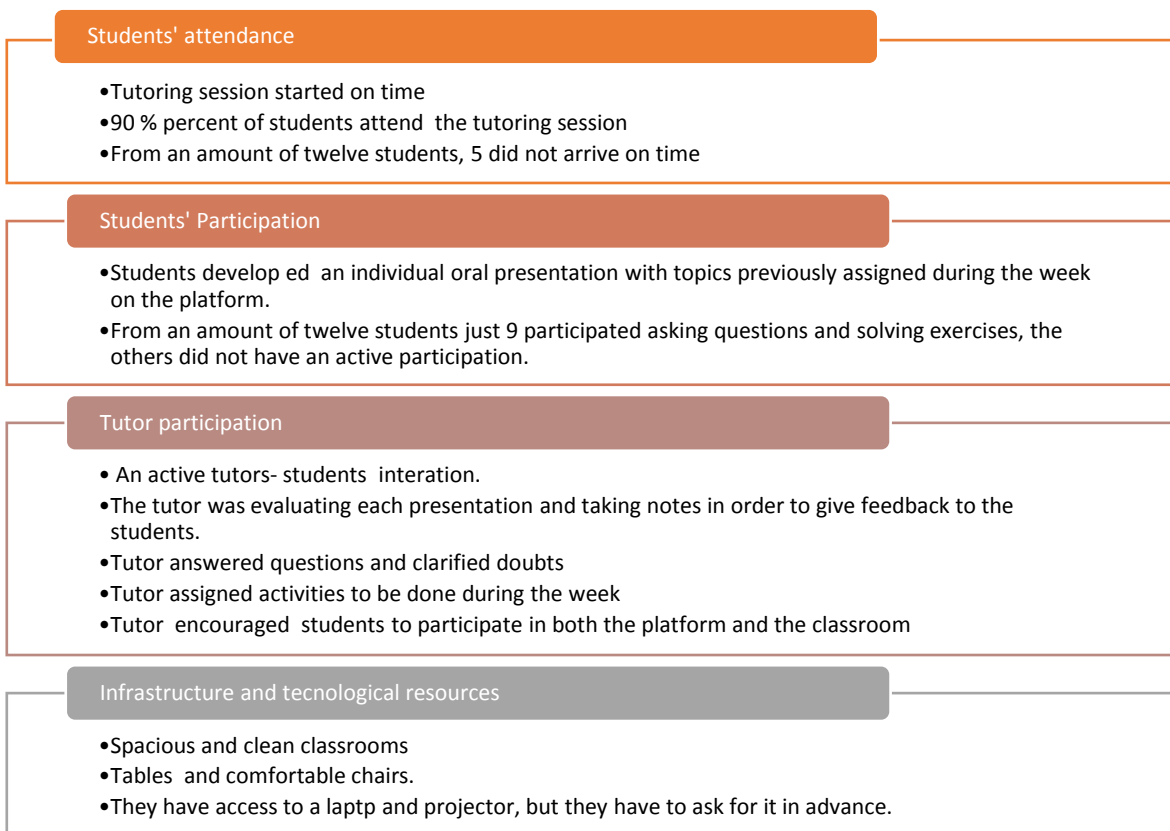 Students' attendance
•Tutoring session started on time
•90 % percent of students attend  the tutoring session
•From an amount of twelve students, 5 did not arrive on time
Students' Participation
•Students develop ed  an individual oral presentation with topics previously assigned during the week
on the platform.
•From an amount of twelve students just 9 participated asking questions and solving exercises, the
others did not have an active participation.
Tutor participation
• An active tutors- students  interation.
•The tutor was evaluating each presentation and taking notes in order to give feedback to the
students.
•Tutor answered questions and clarified doubts
•Tutor assigned activities to be done during the week
•Tutor  encouraged  students to participate in both the platform and the classroom
Infrastructure and tecnological resources
•Spacious and clean classrooms
•Tables  and comfortable chairs.
•They have access to a laptp and projector, but they have to ask for it in advance.